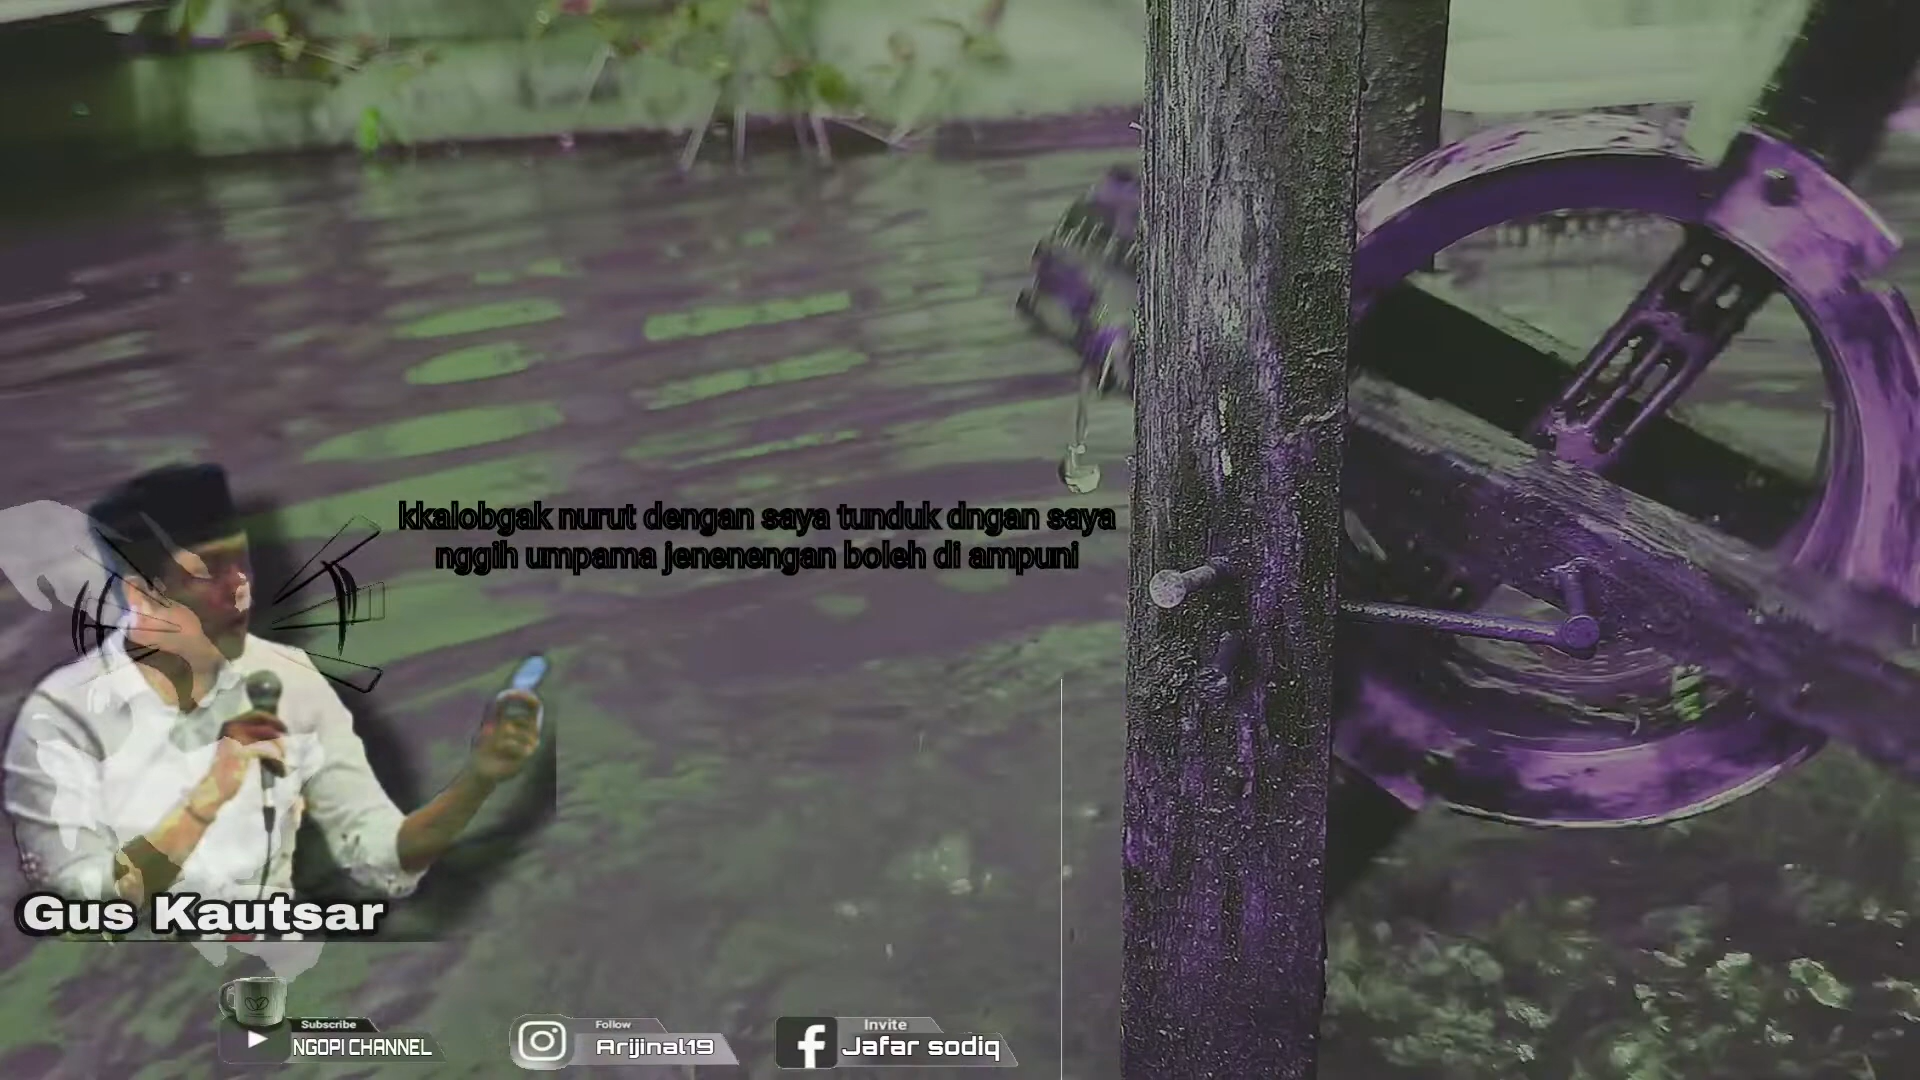 kkalobgak nurut dengan saya tunduk dngan saya
nggih umpama jenenengan boleh di ampuni
Gus Kautsar
Subscribe
NGOPI CHANNEL
Follow
Arijinal19
Invite
Jafar sodiq